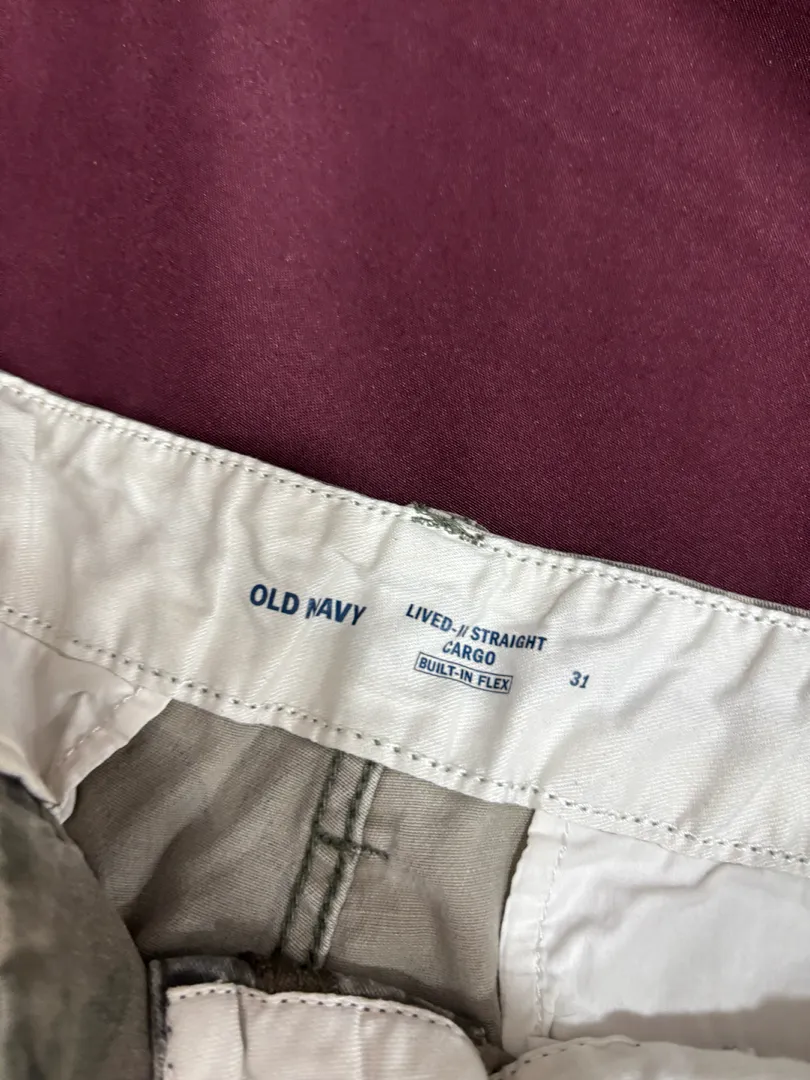 OLD NAVY
LIVED-IN STRAIGHT
CARGO
BUILT-IN FLEX
31